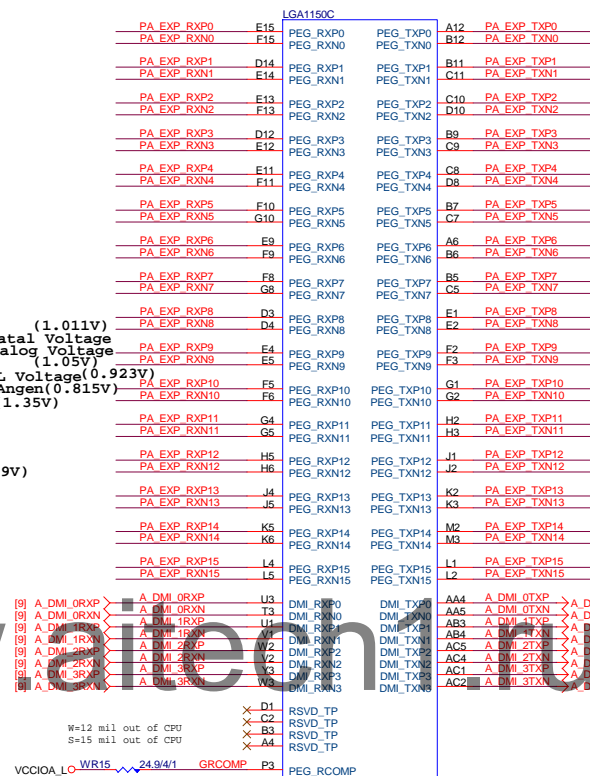 LGA1150C
PA_EXP_RXP0 E15 PEG_RXP0 PEG_TXP0 A12 PA_EXP_TXP0
PA_EXP_RXN0 F15 PEG_RXN0 PEG_TXN0 B12 PA_EXP_TXN0
PA_EXP_RXP1 D14 PEG_RXP1 PEG_TXP1 B11 PA_EXP_TXP1
PA_EXP_RXN1 E14 PEG_RXN1 PEG_TXN1 C11 PA_EXP_TXN1
PA_EXP_RXP2 E13 PEG_RXP2 PEG_TXP2 C10 PA_EXP_TXP2
PA_EXP_RXN2 F13 PEG_RXN2 PEG_TXN2 D10 PA_EXP_TXN2
PA_EXP_RXP3 D12 PEG_RXP3 PEG_TXP3 B9 PA_EXP_TXP3
PA_EXP_RXN3 E12 PEG_RXN3 PEG_TXN3 C9 PA_EXP_TXN3
PA_EXP_RXP4 E11 PEG_RXP4 PEG_TXP4 C8 PA_EXP_TXP4
PA_EXP_RXN4 F11 PEG_RXN4 PEG_TXN4 D8 PA_EXP_TXN4
PA_EXP_RXP5 F10 PEG_RXP5 PEG_TXP5 B7 PA_EXP_TXP5
PA_EXP_RXN5 G10 PEG_RXN5 PEG_TXN5 C7 PA_EXP_TXN5
PA_EXP_RXP6 E9 PEG_RXP6 PEG_TXP6 A6 PA_EXP_TXP6
PA_EXP_RXN6 F9 PEG_RXN6 PEG_TXN6 B6 PA_EXP_TXN6
PA_EXP_RXP7 F8 PEG_RXP7 PEG_TXP7 B5 PA_EXP_TXP7
PA_EXP_RXN7 G8 PEG_RXN7 PEG_TXN7 C5 PA_EXP_TXN7
PA_EXP_RXP8 D3 PEG_RXP8 PEG_TXP8 E1 PA_EXP_TXP8
(1.011V) PA_EXP_RXN8 D4 PEG_RXN8 PEG_TXN8 E2 PA_EXP_TXN8
atal Voltage
alog Voltage PA_EXP_RXP9 E4 PEG_RXP9 PEG_TXP9 F2 PA_EXP_TXP9
(1.05V) PA_EXP_RXN9 E5 PEG_RXN9 PEG_TXN9 F3 PA_EXP_TXN9
L Voltage(0.923V)
Angen(0.815V) PA_EXP_RXP10 F5 PEG_RXP10 PEG_TXP10 G1 PA_EXP_TXP10
1.35V) PA_EXP_RXN10 F6 PEG_RXN10 PEG_TXN10 G2 PA_EXP_TXN10
PA_EXP_RXP11 G4 PEG_RXP11 PEG_TXP11 H2 PA_EXP_TXP11
PA_EXP_RXN11 G5 PEG_RXN11 PEG_TXN11 H3 PA_EXP_TXN11
PA_EXP_RXP12 H5 PEG_RXP12 PEG_TXP12 J1 PA_EXP_TXP12
9V) PA_EXP_RXN12 H6 PEG_RXN12 PEG_TXN12 J2 PA_EXP_TXN12
PA_EXP_RXP13 J4 PEG_RXP13 PEG_TXP13 K2 PA_EXP_TXP13
PA_EXP_RXN13 J5 PEG_RXN13 PEG_TXN13 K3 PA_EXP_TXN13
PA_EXP_RXP14 K5 PEG_RXP14 PEG_TXP14 M2 PA_EXP_TXP14
PA_EXP_RXN14 K6 PEG_RXN14 PEG_TXN14 M3 PA_EXP_TXN14
PA_EXP_RXP15 L4 PEG_RXP15 PEG_TXP15 L1 PA_EXP_TXP15
PA_EXP_RXN15 L5 PEG_RXN15 PEG_TXN15 L2 PA_EXP_TXN15
[9] A_DMI_0RXP A_DMI_0RXP U3 DMI_RXP0 DMI_TXP0 AA4 A_DMI_0TXP A_D
[9] A_DMI_0RXN A_DMI_0RXN T3 DMI_RXN0 DMI_TXN0 AA5 A_DMI_0TXN A_D
[9] A_DMI_1RXP A_DMI_1RXP U1 DMI_RXP1 DMI_TXP1 AB3 A_DMI_1TXP A_D
[9] A_DMI_1RXN A_DMI_1RXN V1 DMI_RXN1 DMI_TXN1 AB4 A_DMI_1TXN A_D
[9] A_DMI_2RXP A_DMI_2RXP W2 DMI_RXP2 DMI_TXP2 AC5 A_DMI_2TXP A_D
[9] A_DMI_2RXN A_DMI_2RXN V2 DMI_RXN2 DMI_TXN2 AC4 A_DMI_2TXN A_D
[9] A_DMI_3RXP A_DMI_3RXP Y3 DMI_RXP3 DMI_TXP3 AC1 A_DMI_3TXP A_D
[9] A_DMI_3RXN A_DMI_3RXN W3 DMI_RXN3 DMI_TXN3 AC2 A_DMI_3TXN A_D
.bitech1.ru
D1 RSVD_TP
C2 RSVD_TP
W=12 mil out of CPU B3 RSVD_TP
S=15 mil out of CPU A4 RSVD_TP
VCCIOA_L WR15 24.9/4/1 GRCOMP P3 PEG_RCOMP